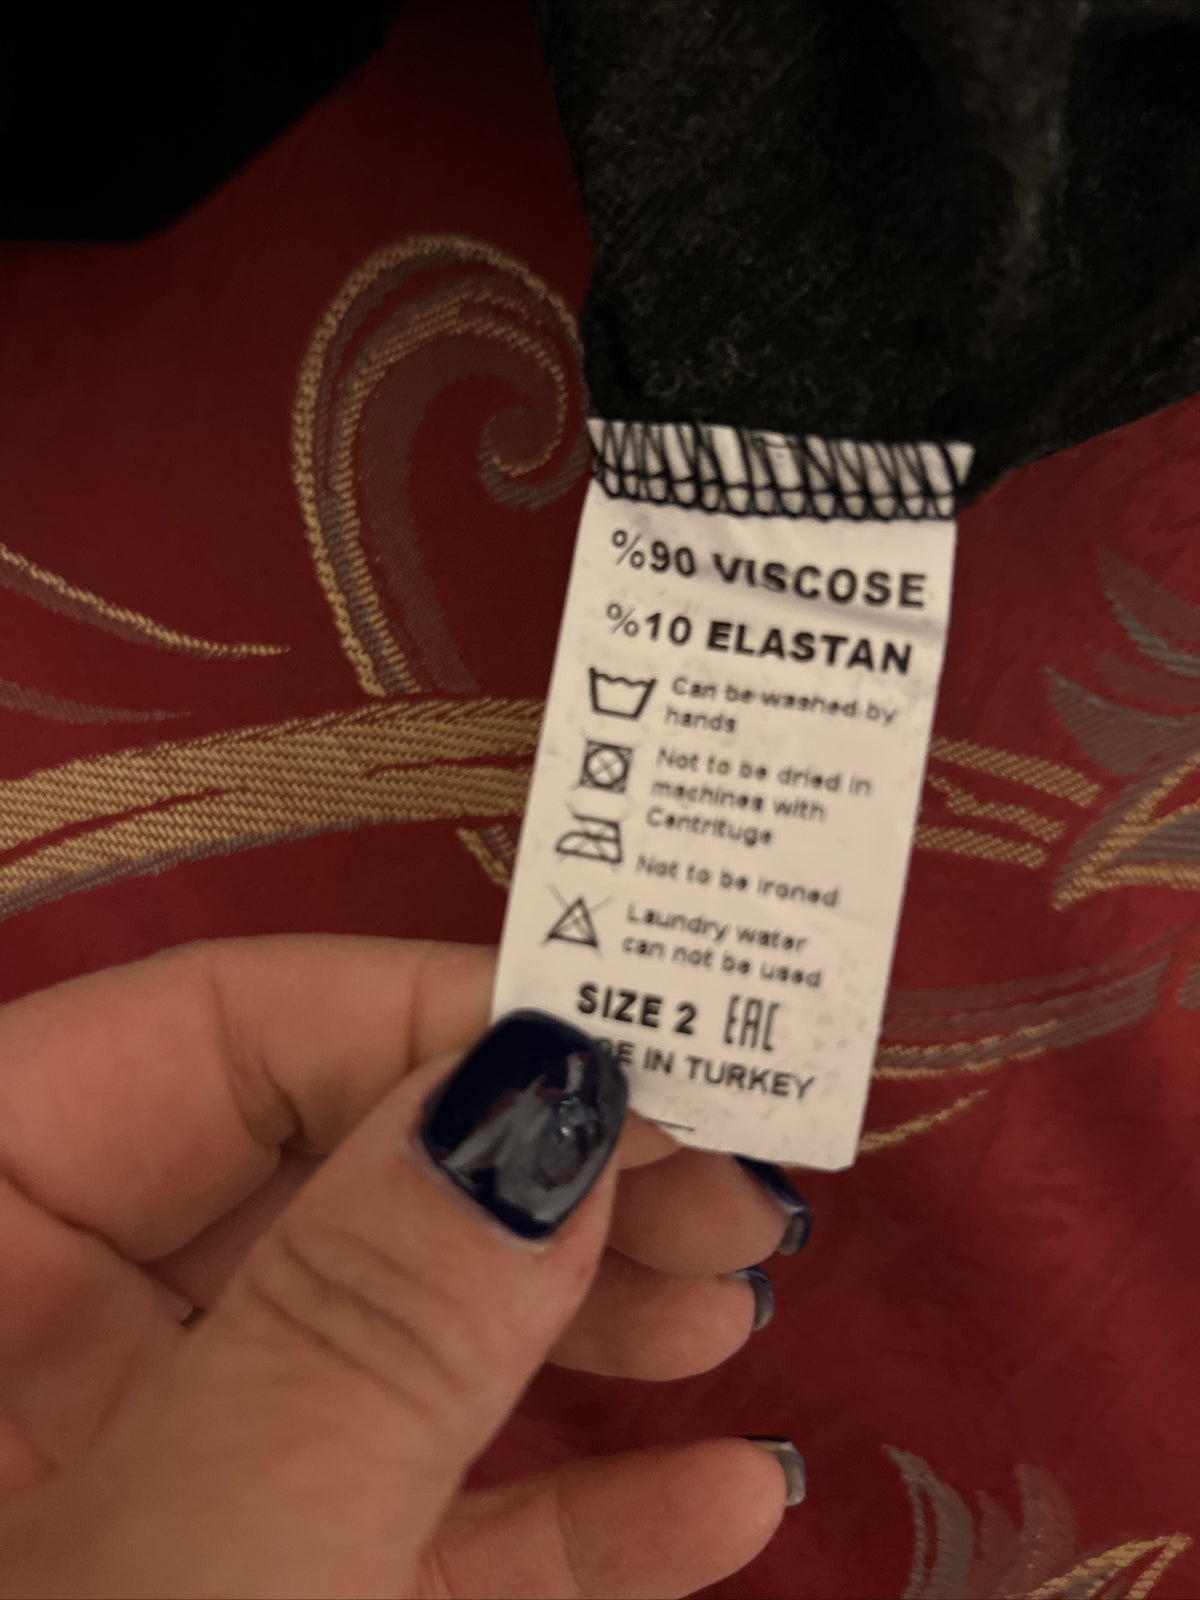 %90 VISCOSE
%10 ELASTAN
Can be washed by
hands
Not to be dried in
machines with
Centrifuge
Not to be ironed
Laundry water
can not be used
SIZE 2 EAC
DE IN TURKEY